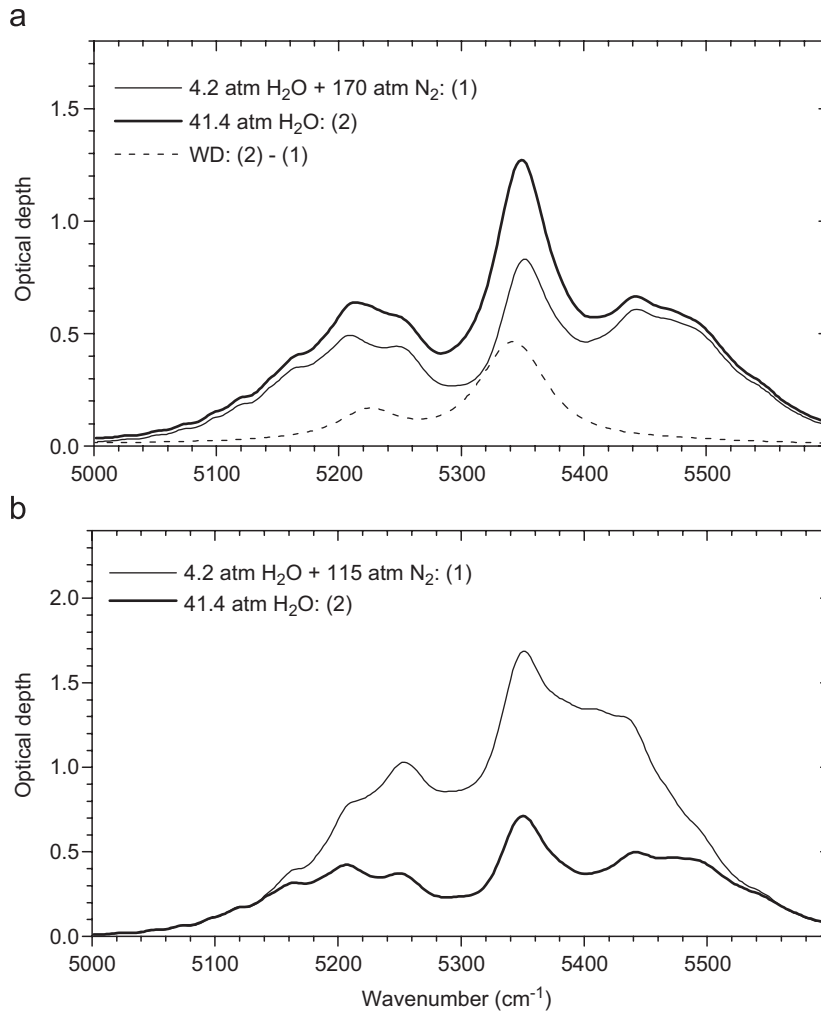 a
4.2 atm H₂O + 170 atm N₂: (1)
41.4 atm H₂O: (2)
WD: (2) - (1)
Optical depth
1.5
1.0
0.5
0.0
5000 5100 5200 5300 5400 5500
b
4.2 atm H₂O + 115 atm N₂: (1)
41.4 atm H₂O: (2)
Optical depth
2.0
1.5
1.0
0.5
0.0
5000 5100 5200 5300 5400 5500
Wavenumber (cm⁻¹)